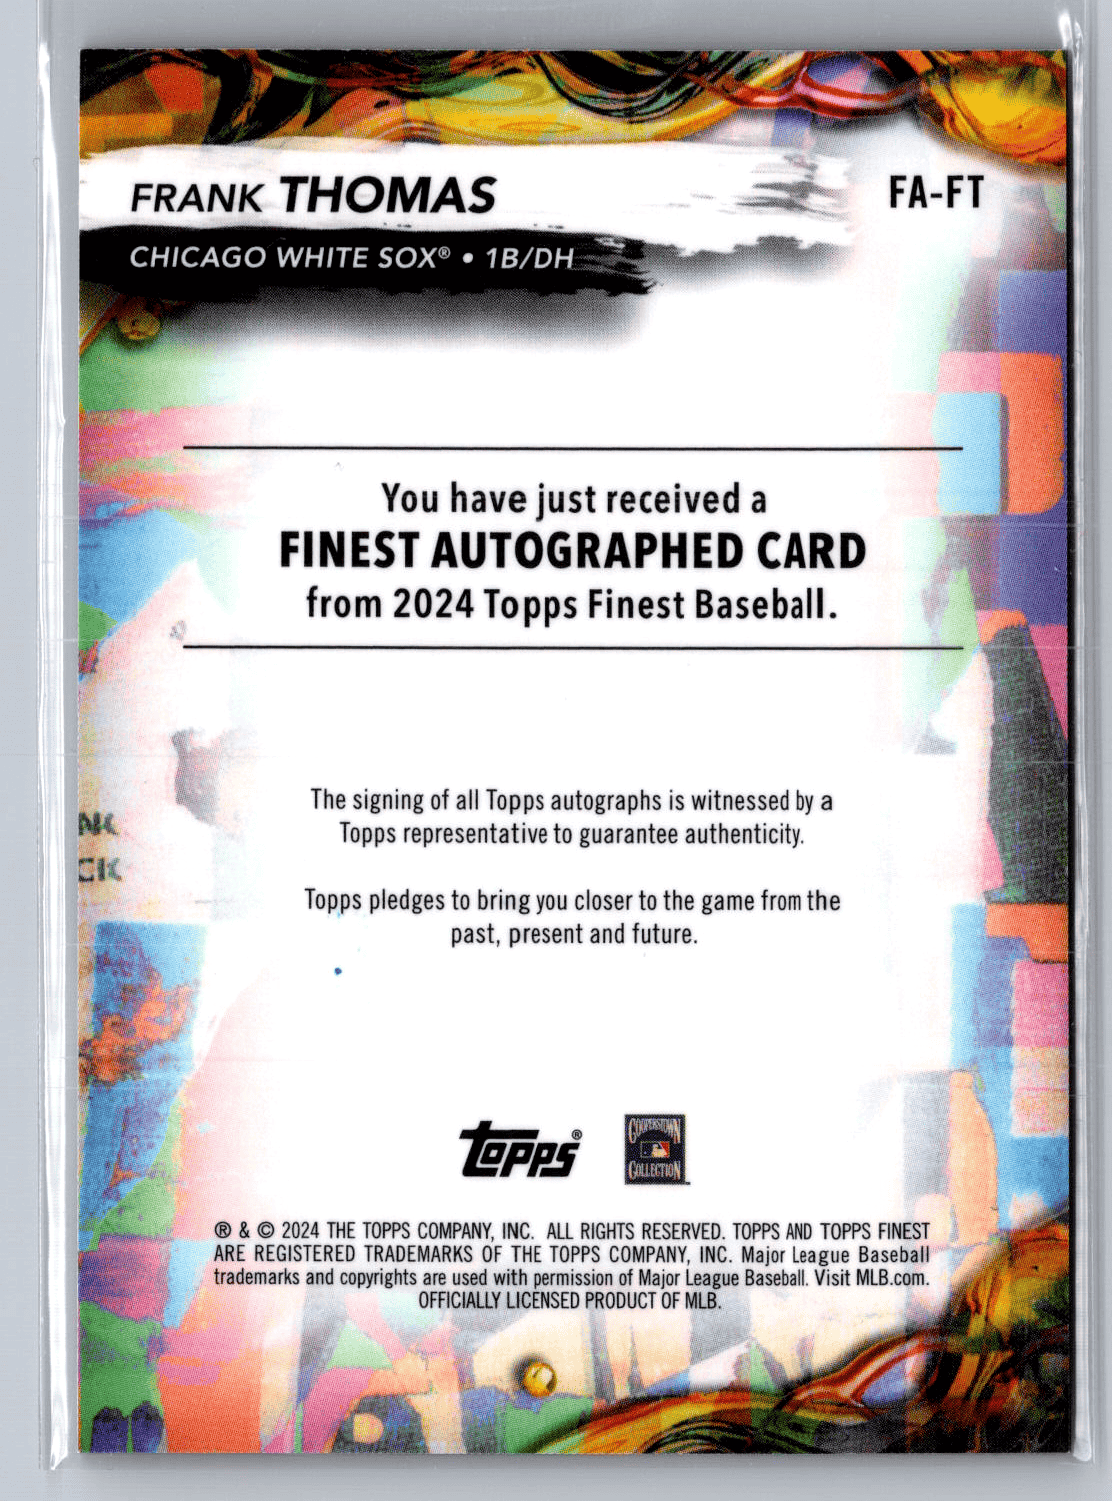 FRANK THOMAS
FA-FT
CHICAGO WHITE SOX® • 1B/DH
You have just received a
FINEST AUTOGRAPHED CARD
from 2024 Topps Finest Baseball.
The signing of all Topps autographs is witnessed by a
Topps representative to guarantee authenticity.
NK
CK
Topps pledges to bring you closer to the game from the
past, present and future.
topps®
COOPERSTOWN
COLLECTION
® & © 2024 THE TOPPS COMPANY, INC. ALL RIGHTS RESERVED. TOPPS AND TOPPS FINEST
ARE REGISTERED TRADEMARKS OF THE TOPPS COMPANY, INC. Major League Baseball
trademarks and copyrights are used with permission of Major League Baseball. Visit MLB.com.
OFFICIALLY LICENSED PRODUCT OF MLB.